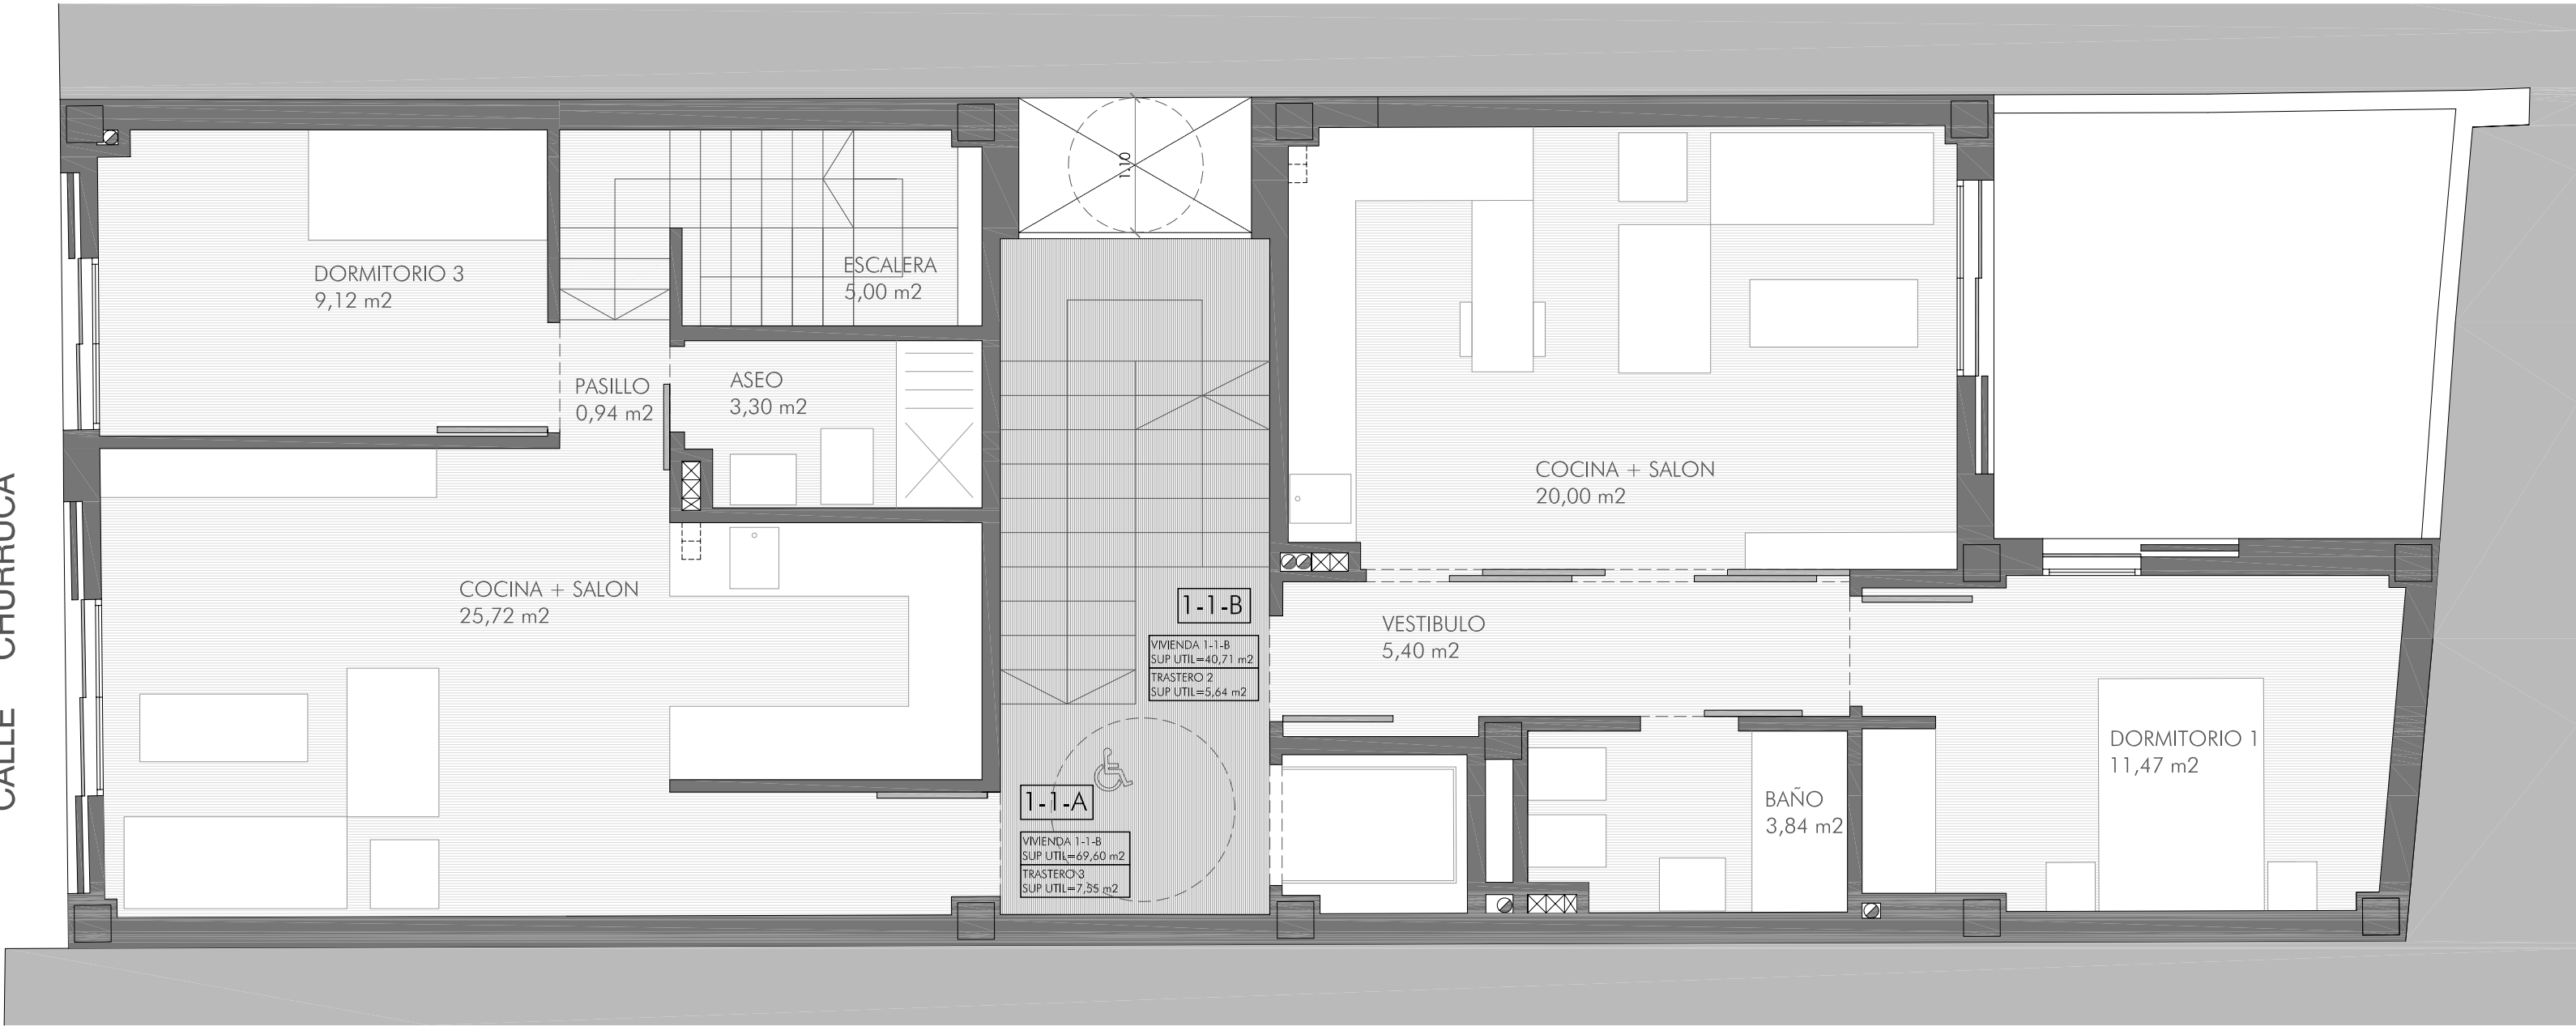 CALLE CHURRUCA
DORMITORIO 3
9,12 m2
ESCALERA
5,00 m2
PASILLO
0,94 m2
ASEO
3,30 m2
COCINA + SALON
25,72 m2
1.10
1-1-B
VIVIENDA 1-1-B
SUP UTIL=40,71 m2
TRASTERO 2
SUP UTIL=5,64 m2
1-1-A
VIVIENDA 1-1-B
SUP UTIL=69,60 m2
TRASTERO 3
SUP UTIL=7,55 m2
COCINA + SALON
20,00 m2
VESTIBULO
5,40 m2
BAÑO
3,84 m2
DORMITORIO 1
11,47 m2